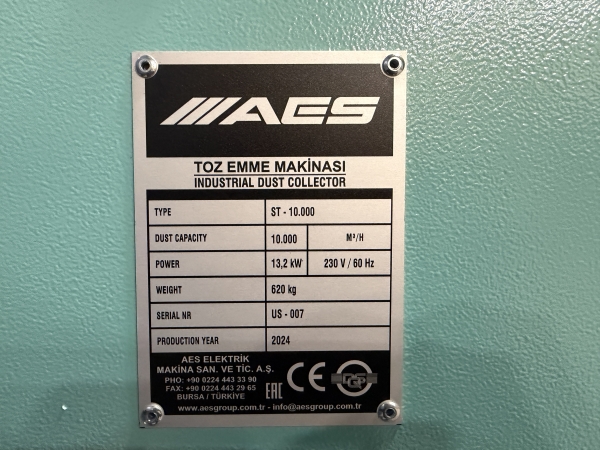 AES
TOZ EMME MAKİNASI
INDUSTRIAL DUST COLLECTOR
TYPE ST - 10.000
DUST CAPACITY 10.000 M³/H
POWER 13,2 kW 230 V / 60 Hz
WEIGHT 620 kg
SERIAL NR US - 007
PRODUCTION YEAR 2024
AES ELEKTRİK
MAKİNA SAN. VE TİC. A.Ş.
PHO: +90 0224 443 33 90
FAX: +90 0224 443 29 65
BURSA / TÜRKİYE
EAC CE
www.aesgroup.com.tr - info@aesgroup.com.tr